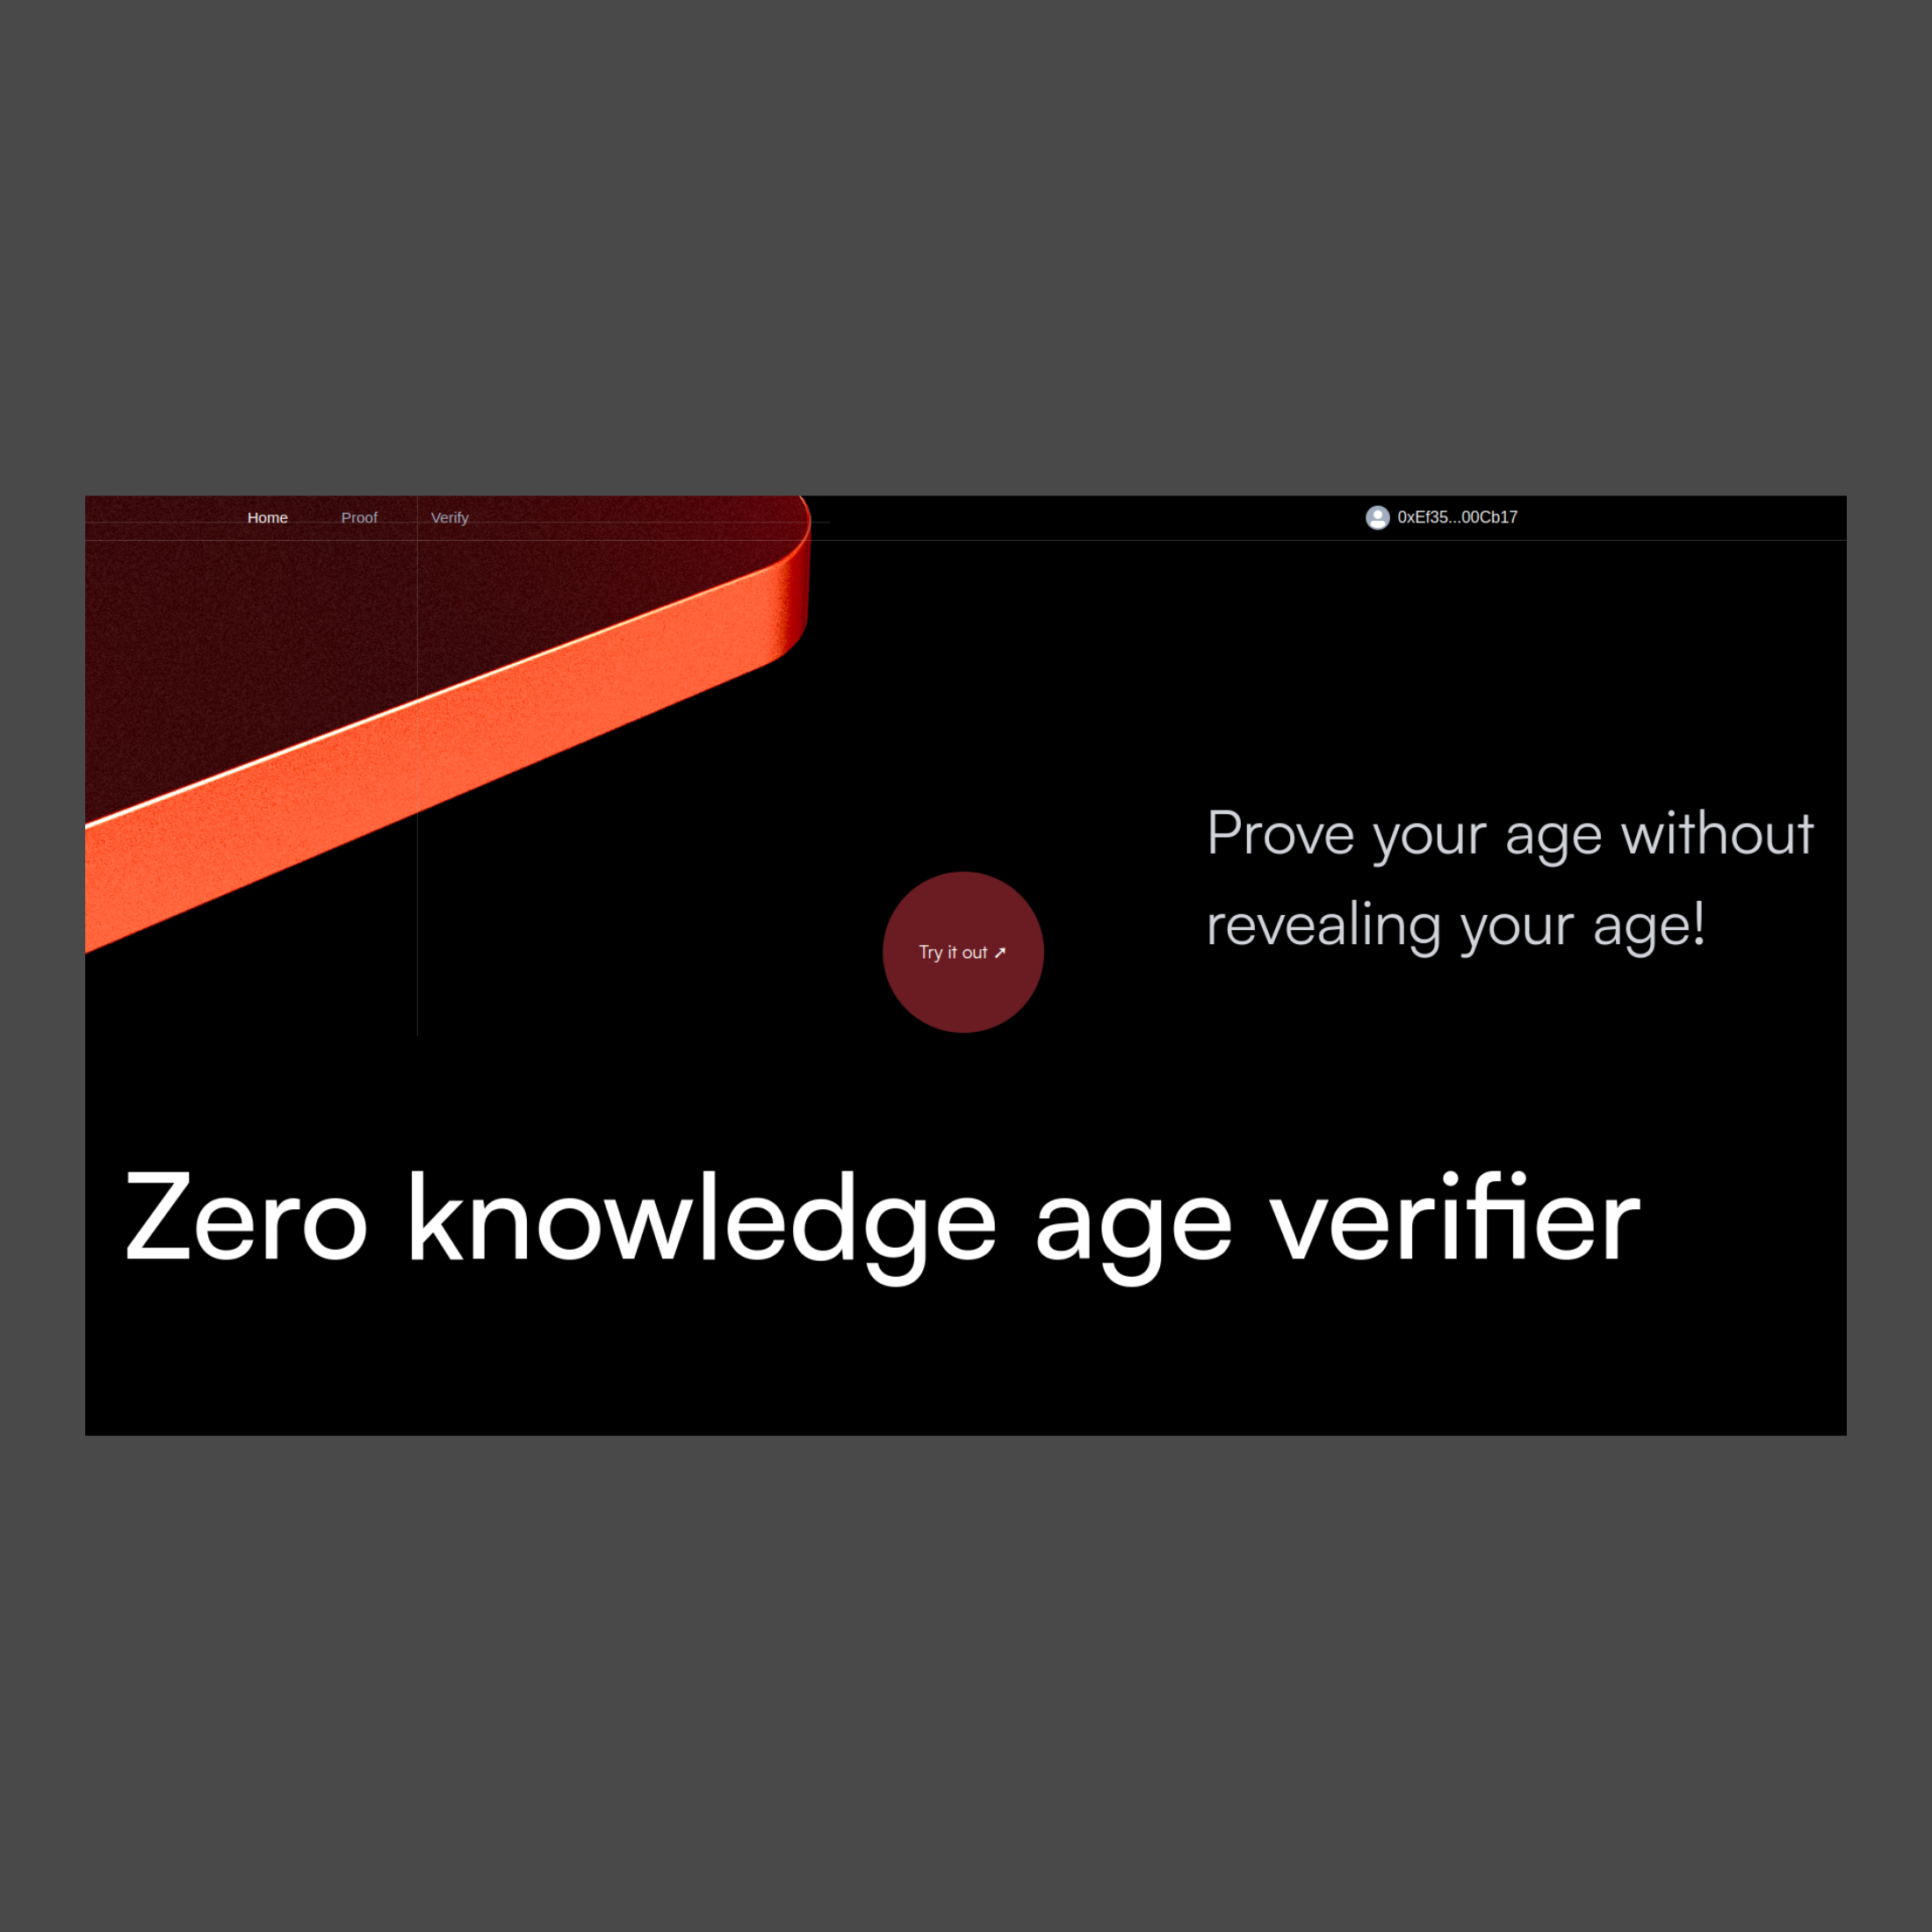 Home Proof Verify 0xEf35...00Cb17
Prove your age without
revealing your age!
Try it out ↗
Zero knowledge age verifier